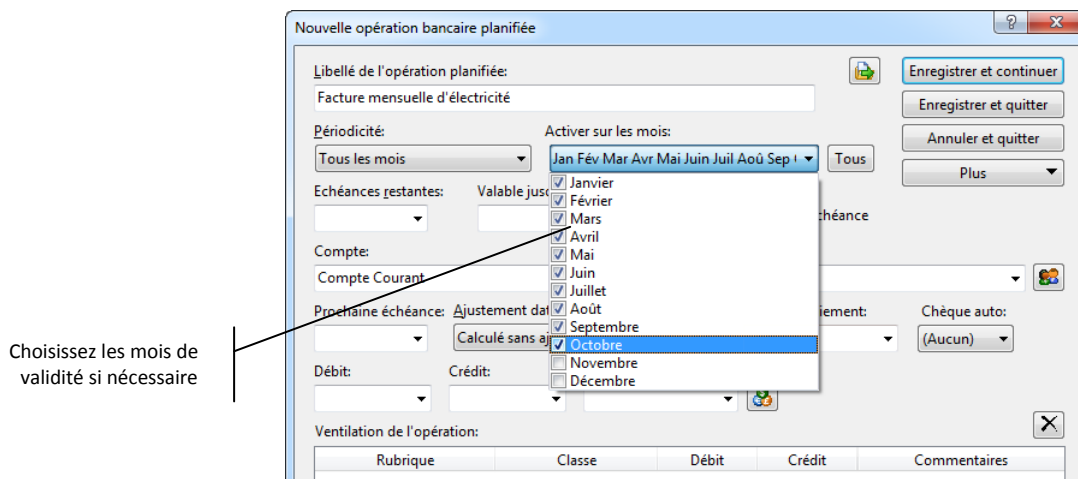 Nouvelle opération bancaire planifiée
Libellé de l'opération planifiée:
Enregistrer et continuer
Facture mensuelle d'électricité
Enregistrer et quitter
Périodicité: Activer sur les mois:
Annuler et quitter
Tous les mois Jan Fév Mar Avr Mai Juin Juil Aoû Sep Tous
Plus
Janvier
Echéances restantes: Valable jus
Février
Mars
Avril
Compte:
Mai
Compte Courant
Juin
Juillet
Prochaine échéance: Ajustement dat
Août
Chèque auto:
Septembre
Calculé sans aj
Octobre
(Aucun)
Choisissez les mois de
validité si nécessaire
Novembre
Débit: Crédit:
Décembre
Ventilation de l'opération:
Rubrique Classe Débit Crédit Commentaires